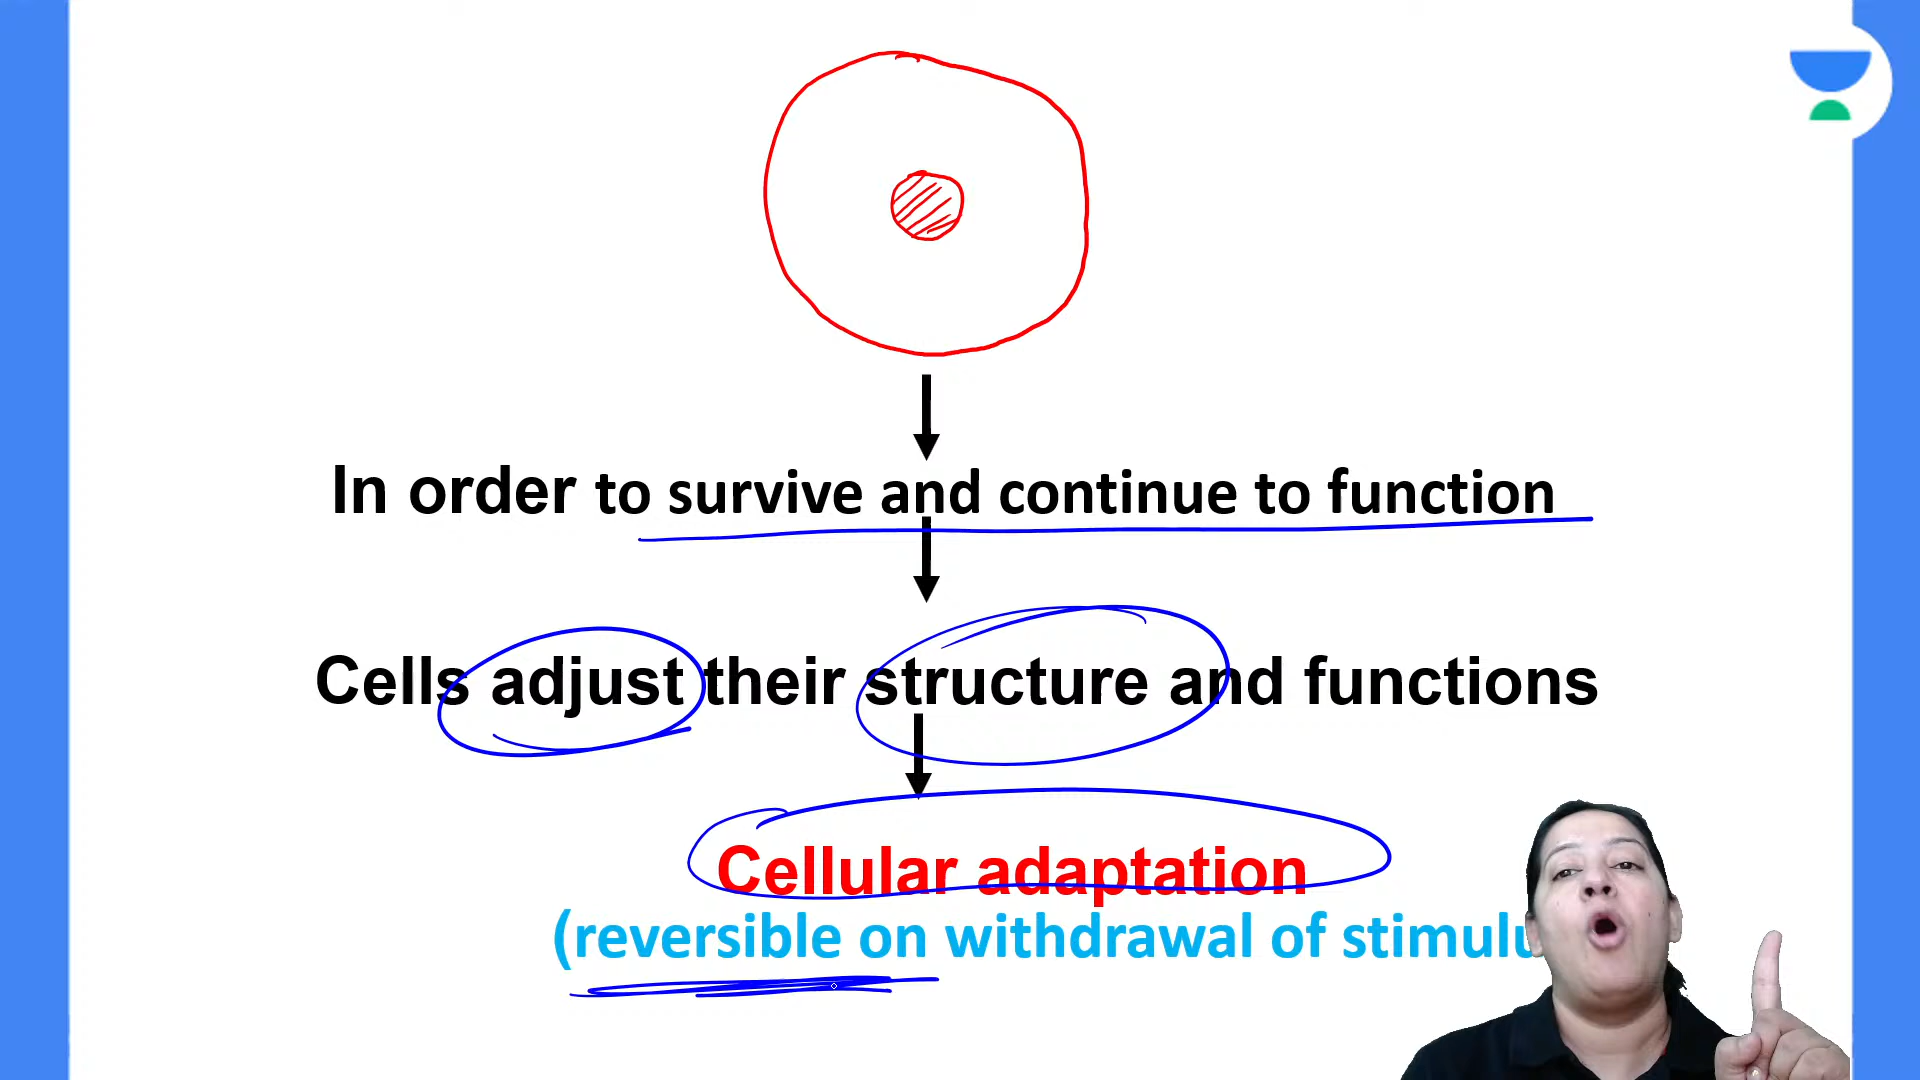 In order to survive and continue to function
Cells adjust their structure and functions
Cellular adaptation
(reversible on withdrawal of